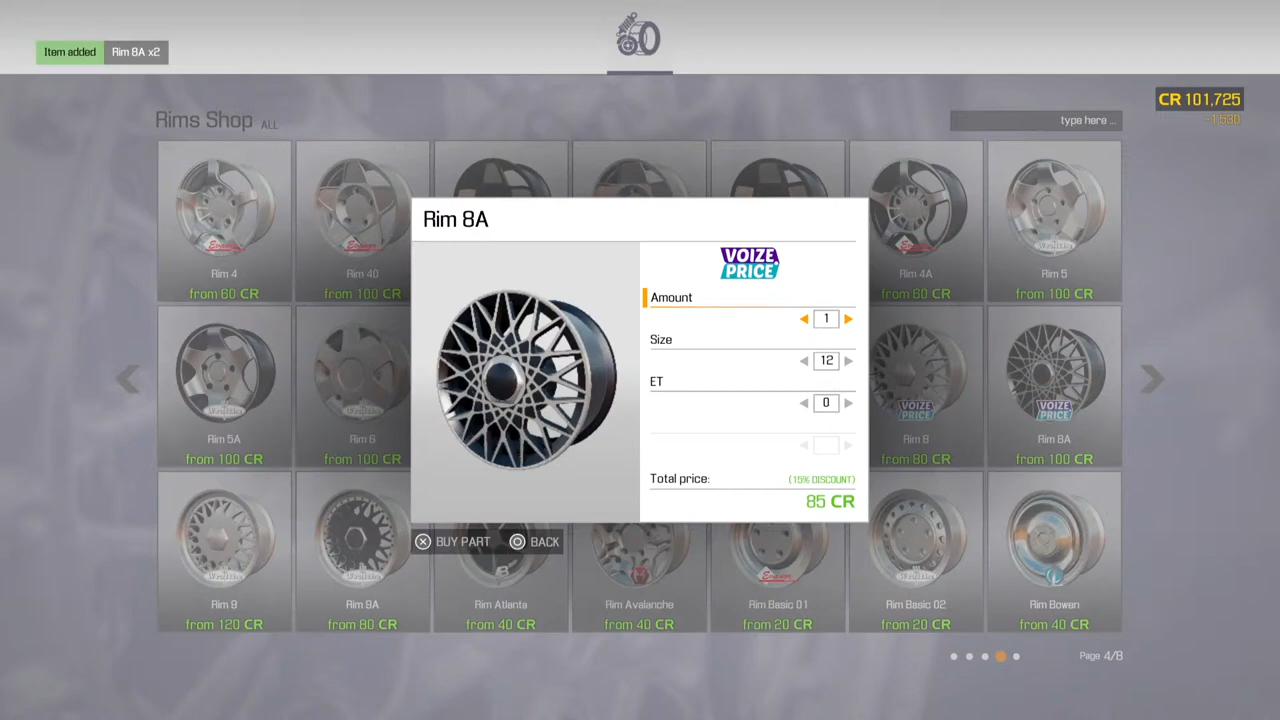 Item added Rim 8A x2
CR 101,725
-1,530
Rims Shop ALL
type here ...
Rim 4
from 60 CR
Rim 40
from 100 CR
Rim 4A
from 60 CR
Rim 5
from 100 CR
Rim 8A
VOIZE
PRICE
Amount
1
Size
12
ET
0
Total price:
(15% DISCOUNT)
85 CR
BUY PART BACK
Rim 5A
from 100 CR
Rim 6
from 100 CR
VOIZE
PRICE
Rim 8
from 80 CR
VOIZE
PRICE
Rim 8A
from 100 CR
Rim 9
from 120 CR
Rim 9A
from 80 CR
Rim Atlanta
from 40 CR
Rim Avalanche
from 40 CR
Rim Basic 01
from 20 CR
Rim Basic 02
from 20 CR
Rim Bowen
from 40 CR
Page 4/8